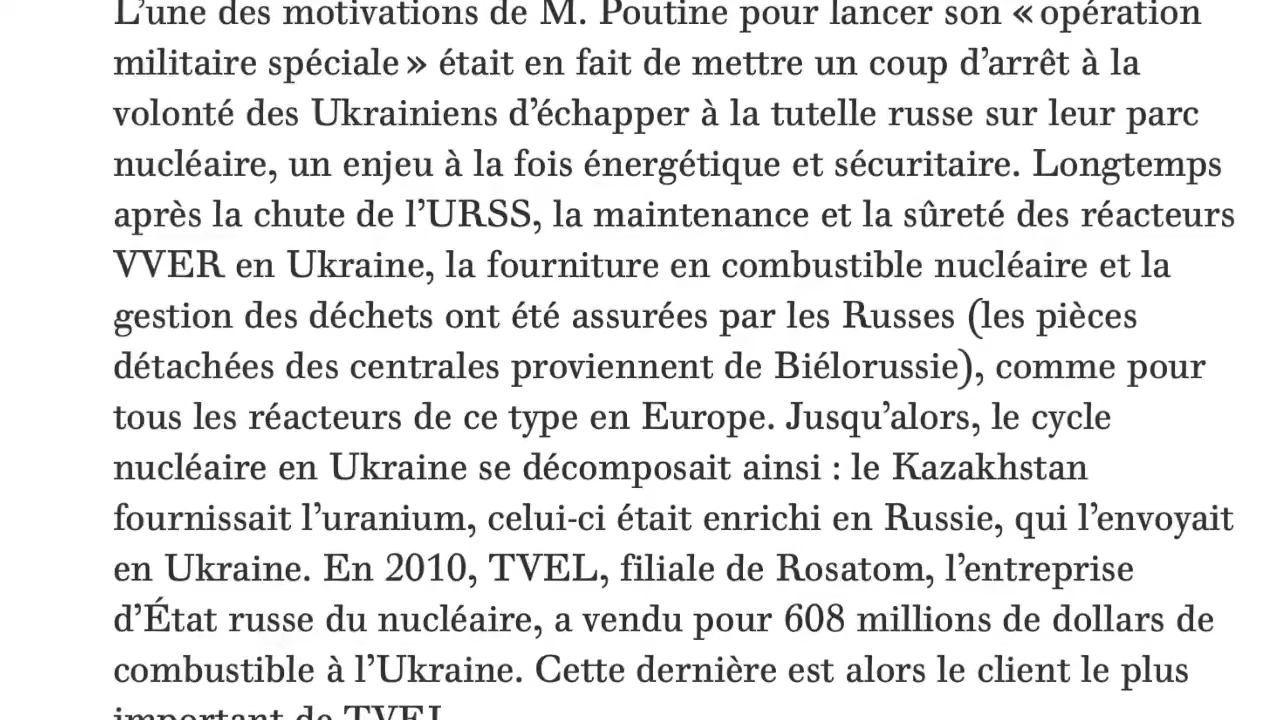 L’une des motivations de M. Poutine pour lancer son « opération
militaire spéciale » était en fait de mettre un coup d’arrêt à la
volonté des Ukrainiens d’échapper à la tutelle russe sur leur parc
nucléaire, un enjeu à la fois énergétique et sécuritaire. Longtemps
après la chute de l’URSS, la maintenance et la sûreté des réacteurs
VVER en Ukraine, la fourniture en combustible nucléaire et la
gestion des déchets ont été assurées par les Russes (les pièces
détachées des centrales proviennent de Biélorussie), comme pour
tous les réacteurs de ce type en Europe. Jusqu’alors, le cycle
nucléaire en Ukraine se décomposait ainsi : le Kazakhstan
fournissait l’uranium, celui-ci était enrichi en Russie, qui l’envoyait
en Ukraine. En 2010, TVEL, filiale de Rosatom, l’entreprise
d’État russe du nucléaire, a vendu pour 608 millions de dollars de
combustible à l’Ukraine. Cette dernière est alors le client le plus
important de TVEL